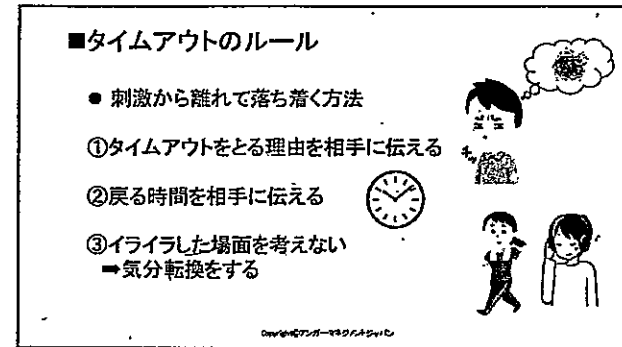 ■タイムアウトのルール
● 刺激から離れて落ち着く方法
①タイムアウトをとる理由を相手に伝える
②戻る時間を相手に伝える
③イライラした場面を考えない
➡気分転換をする